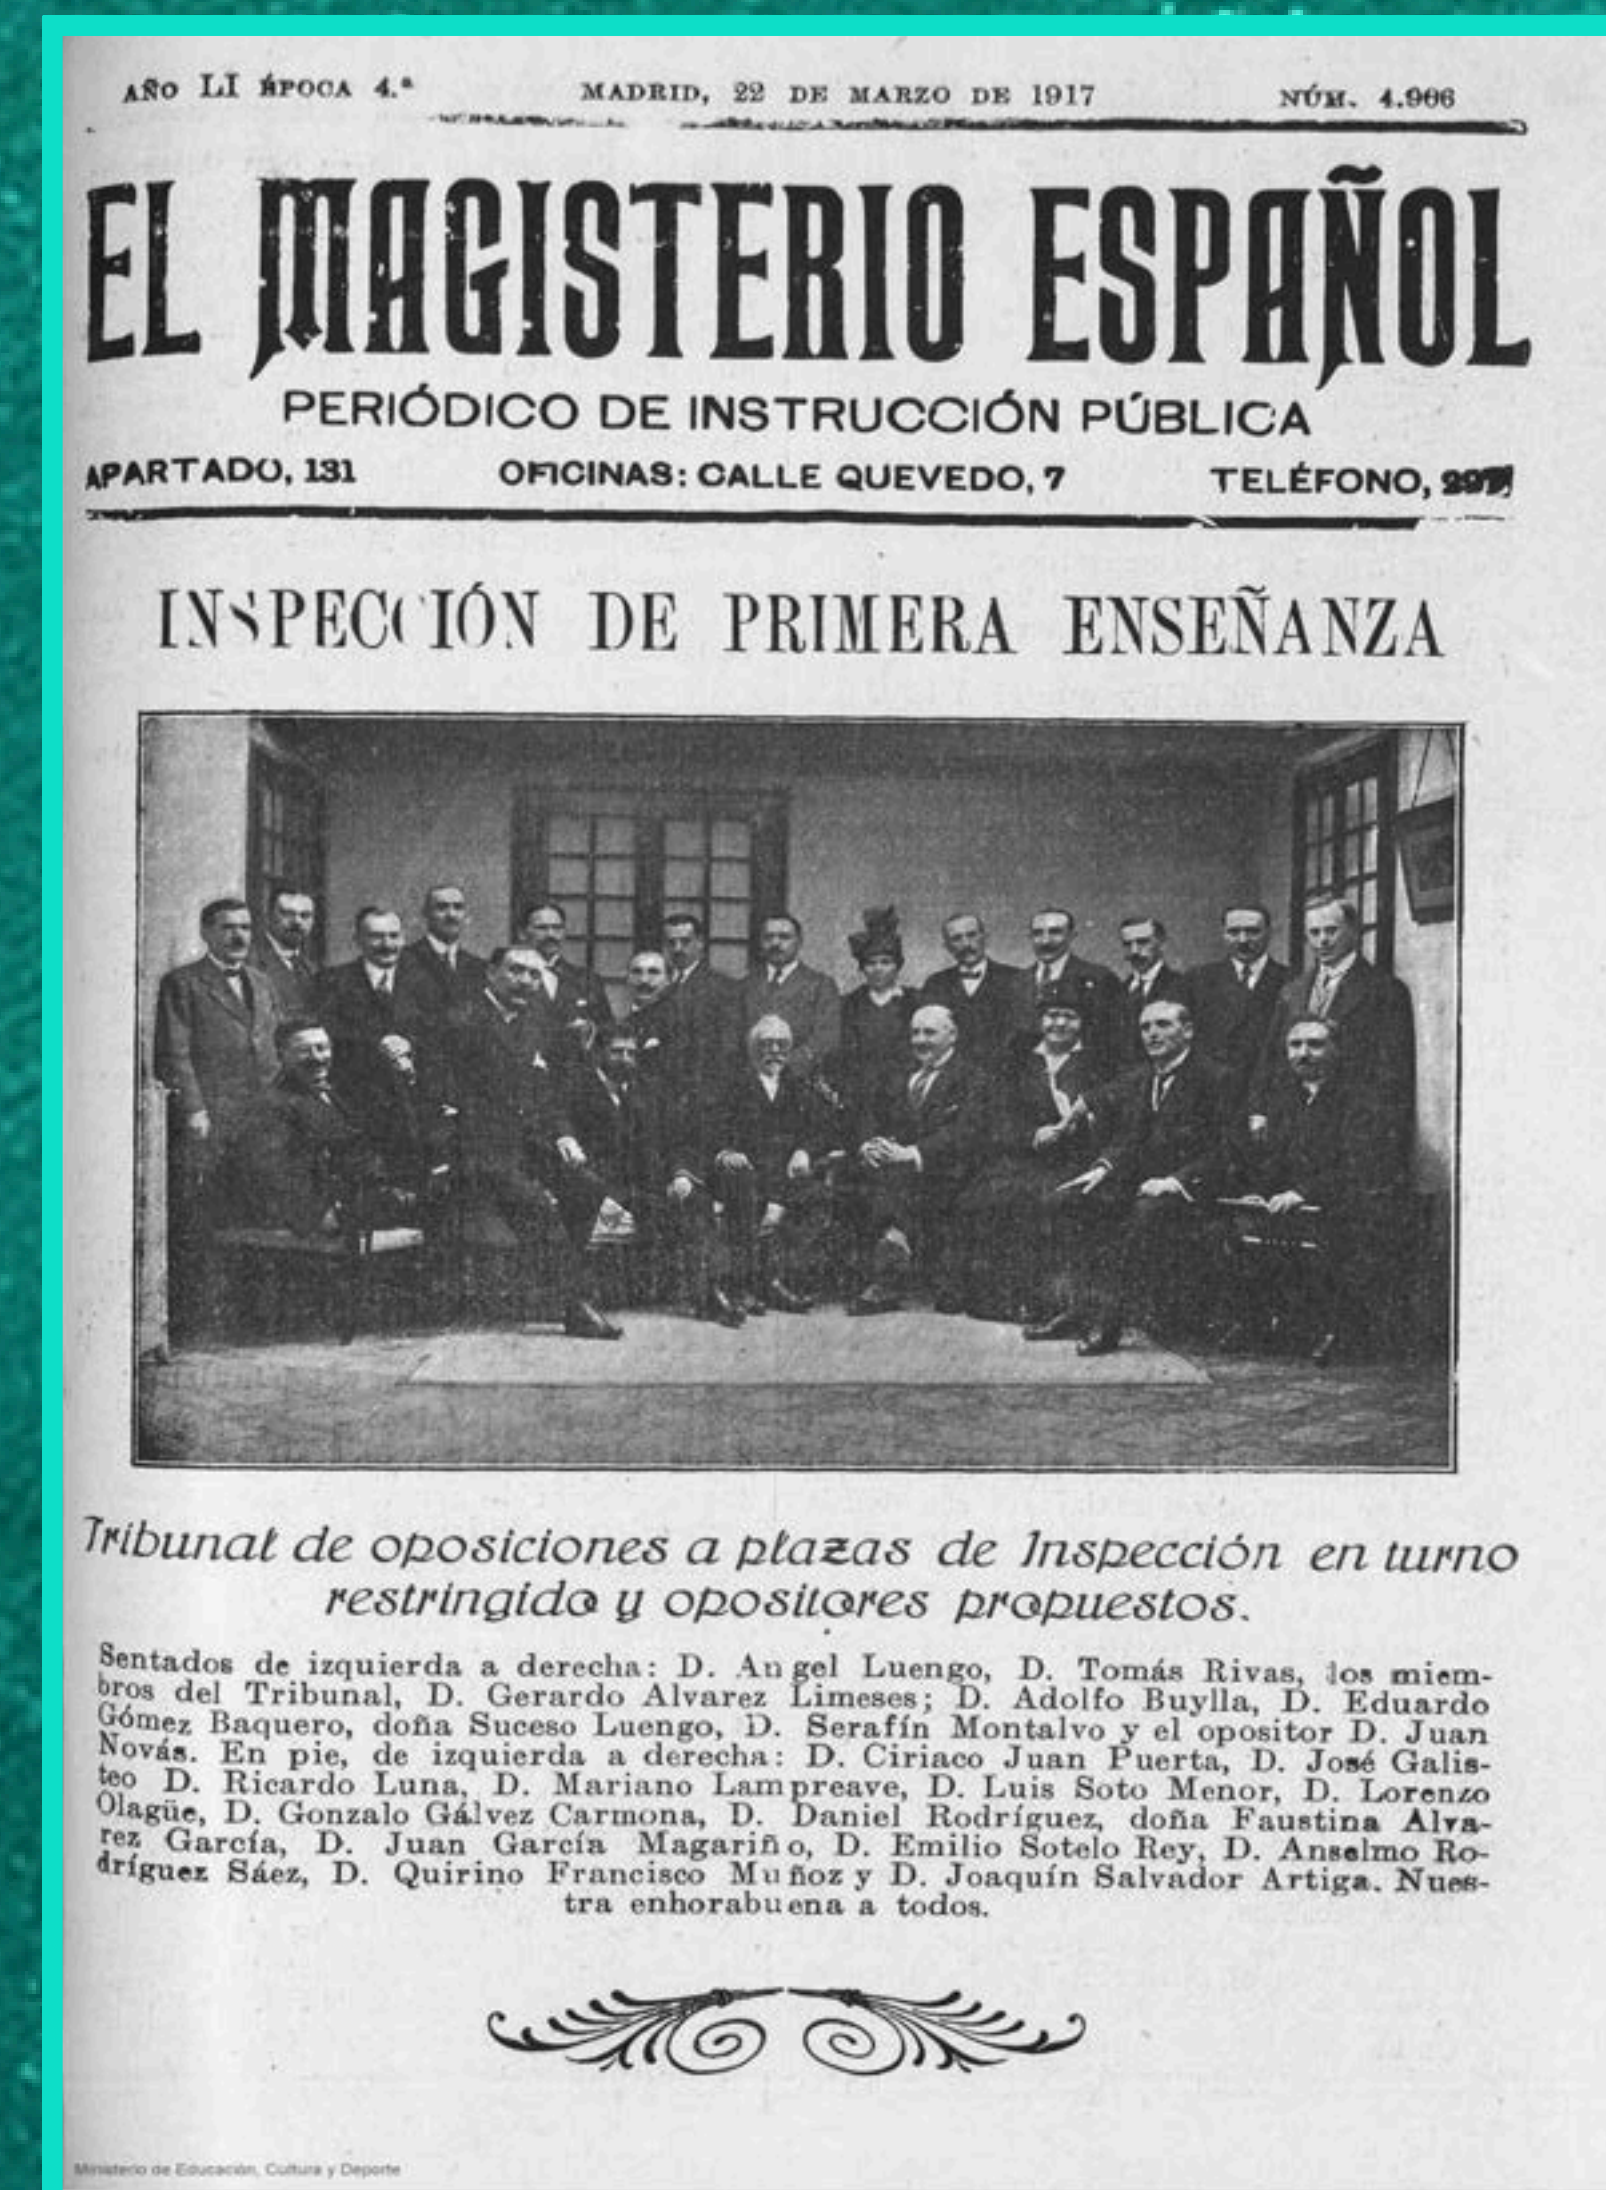 AÑO LI ÉPOCA 4.ª MADRID, 22 DE MARZO DE 1917 NÚM. 4.906
EL MAGISTERIO ESPAÑOL
PERIÓDICO DE INSTRUCCIÓN PÚBLICA
APARTADO, 131 OFICINAS: CALLE QUEVEDO, 7 TELÉFONO,
INSPECCIÓN DE PRIMERA ENSEÑANZA
Tribunal de oposiciones a plazas de Inspección en turno
restringido y opositores propuestos.
Sentados de izquierda a derecha: D. Angel Luengo, D. Tomás Rivas, los miem-
bros del Tribunal, D. Gerardo Alvarez Limeses; D. Adolfo Buylla, D. Eduardo
Gómez Baquero, doña Suceso Luengo, D. Serafín Montalvo y el opositor D. Juan
Novás. En pie, de izquierda a derecha: D. Ciriaco Juan Puerta, D. José Galis-
teo D. Ricardo Luna, D. Mariano Lampreave, D. Luis Soto Menor, D. Lorenzo
Olagüe, D. Gonzalo Gálvez Carmona, D. Daniel Rodríguez, doña Faustina Alva-
rez García, D. Juan García Magariño, D. Emilio Sotelo Rey, D. Anselmo Ro-
dríguez Sáez, D. Quirino Francisco Muñoz y D. Joaquín Salvador Artiga. Nues-
tra enhorabuena a todos.
Ministerio de Educación, Cultura y Deporte